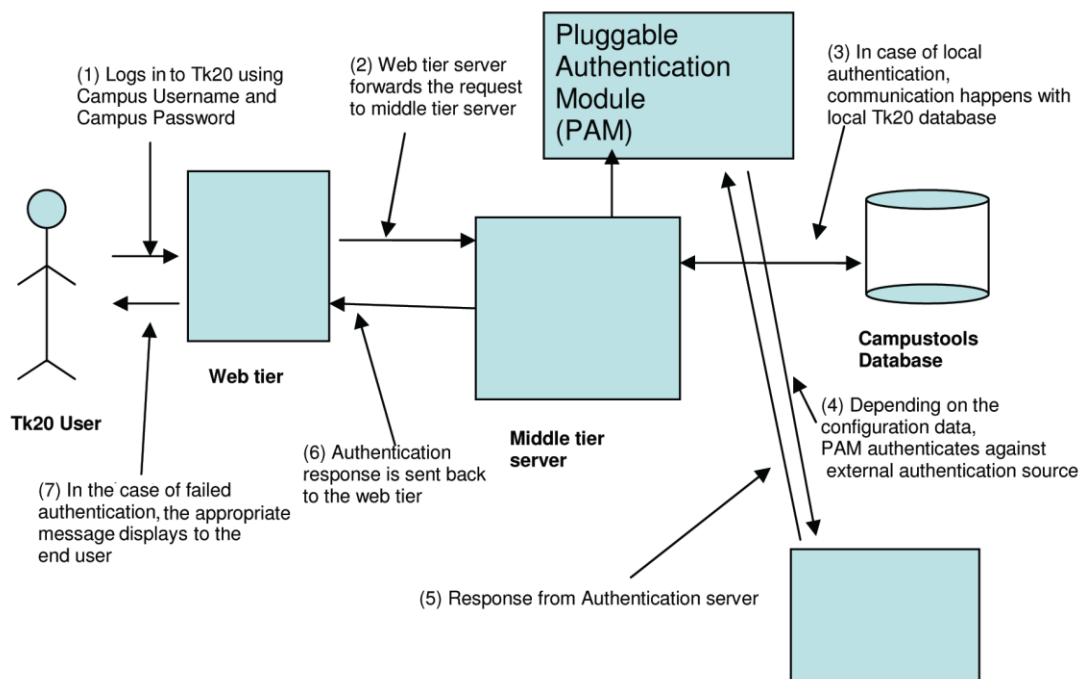 Pluggable
Authentication
Module
(PAM)
(1) Logs in to Tk20 using
Campus Username and
Campus Password
(2) Web tier server
forwards the request
to middle tier server
(3) In case of local
authentication,
communication happens with
local Tk20 database
Campustools
Database
Web tier
Tk20 User
Middle tier
server
(4) Depending on the
configuration data,
PAM authenticates against
external authentication source
(6) Authentication
response is sent back
to the web tier
(7) In the case of failed
authentication, the appropriate
message displays to the
end user
(5) Response from Authentication server